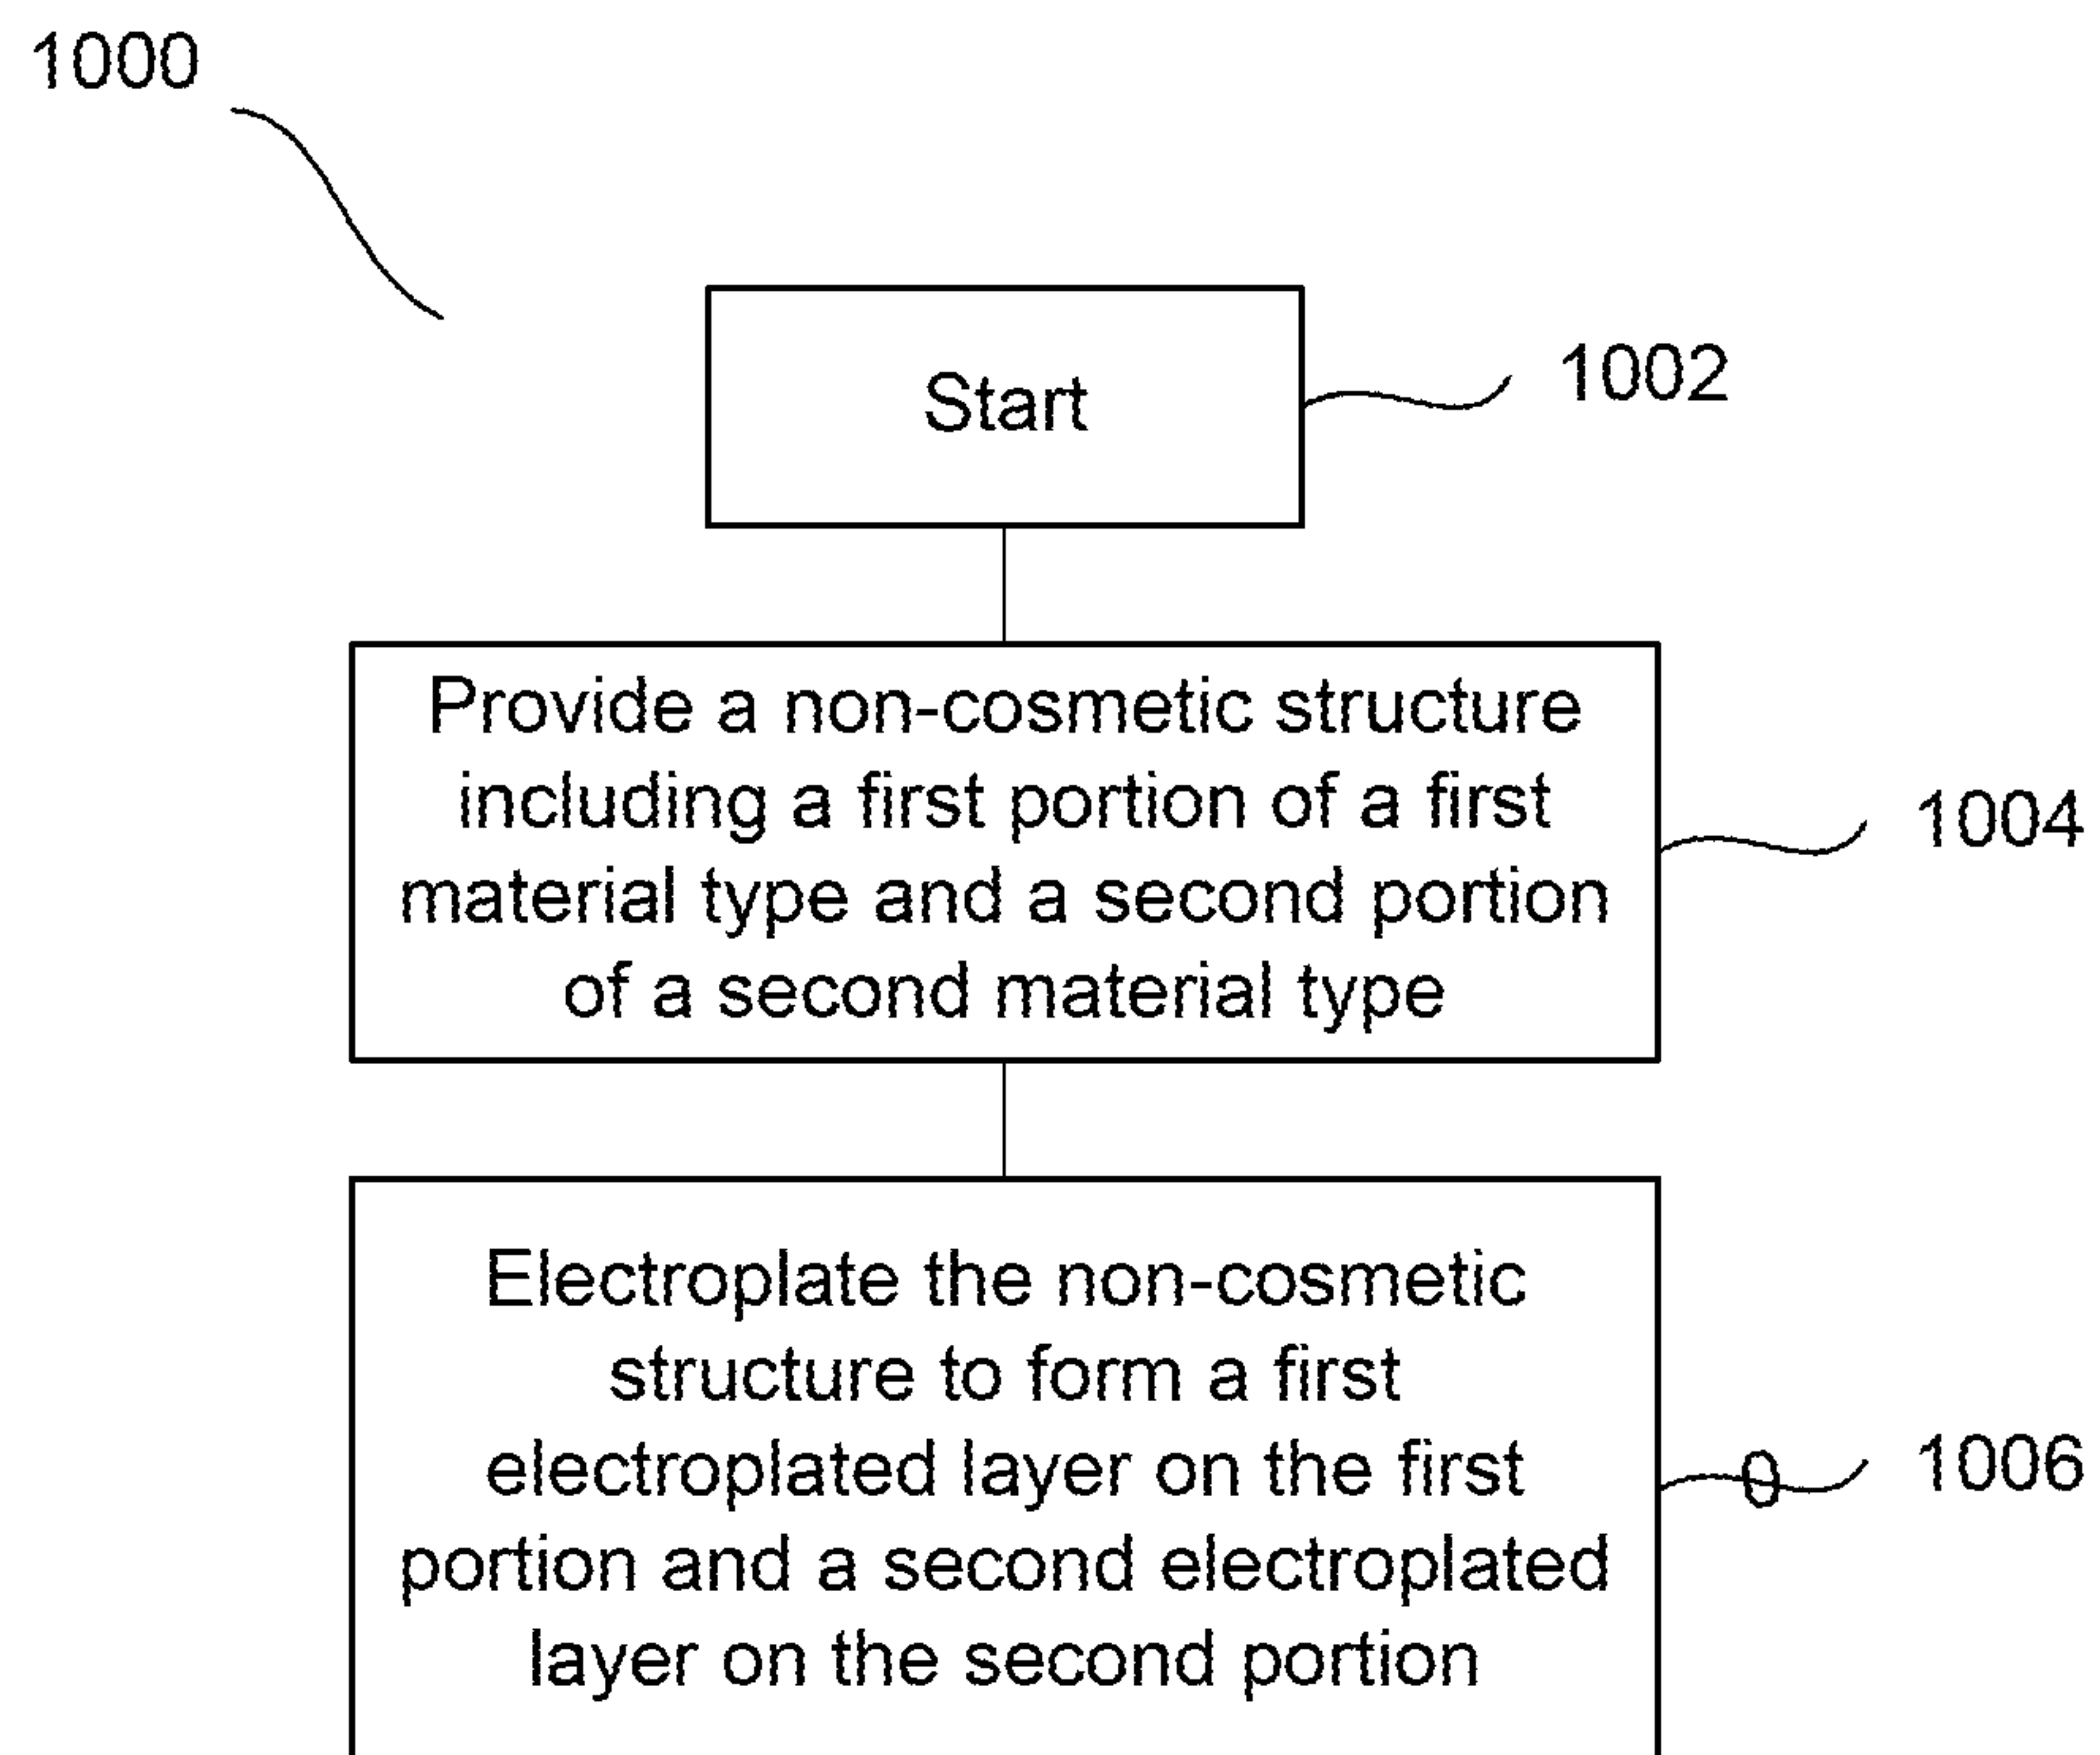 1000
Start
1002
Provide a non-cosmetic structure
including a first portion of a first
material type and a second portion
of a second material type
1004
Electroplate the non-cosmetic
structure to form a first
electroplated layer on the first
portion and a second electroplated
layer on the second portion
1006